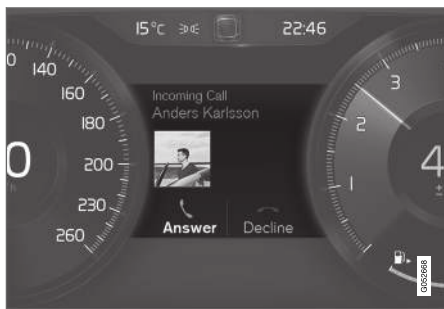 15°C 22:46
0 140
160
180
200
230
260
0
h
Incoming Call
Anders Karlsson
Answer Decline
3
2
1
4
±
G052668